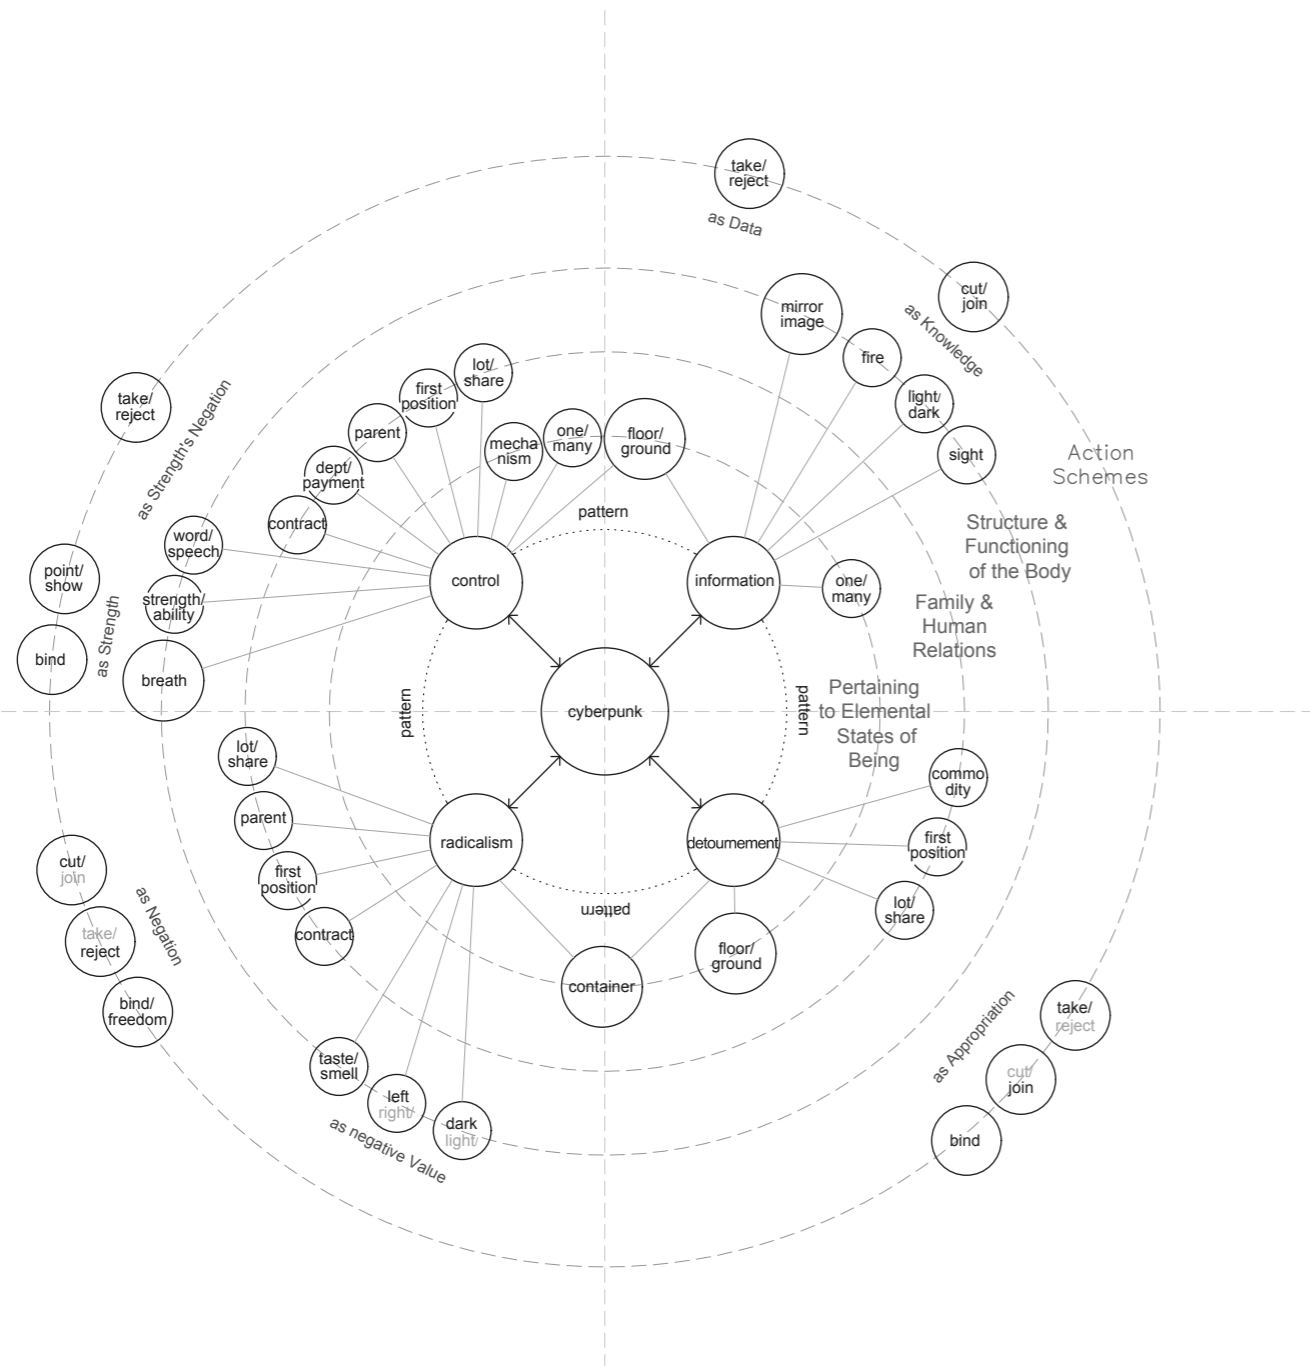 take/
reject
as Data
cut/
join
as Knowledge
mirror
image
fire
light/
dark
sight
Action
Schemes
Structure &
Functioning
of the Body
Family &
Human
Relations
Pertaining
to Elemental
States of
Being
take/
reject
as Strength's Negation
lot/
share
first
position
parent
dept/
payment
contract
mecha
nism
one/
many
floor/
ground
pattern
word/
speech
point/
show
strength/
ability
bind
as Strength
breath
control
information
one/
many
pattern
cyberpunk
pattern
lot/
share
parent
first
position
contract
radicalism
detournement
commo
dity
first
position
lot/
share
pattern
container
floor/
ground
cut/
join
take/
reject
bind/
freedom
as Negation
taste/
smell
left
right/
dark
light/
as negative Value
as Appropriation
take/
reject
cut/
join
bind